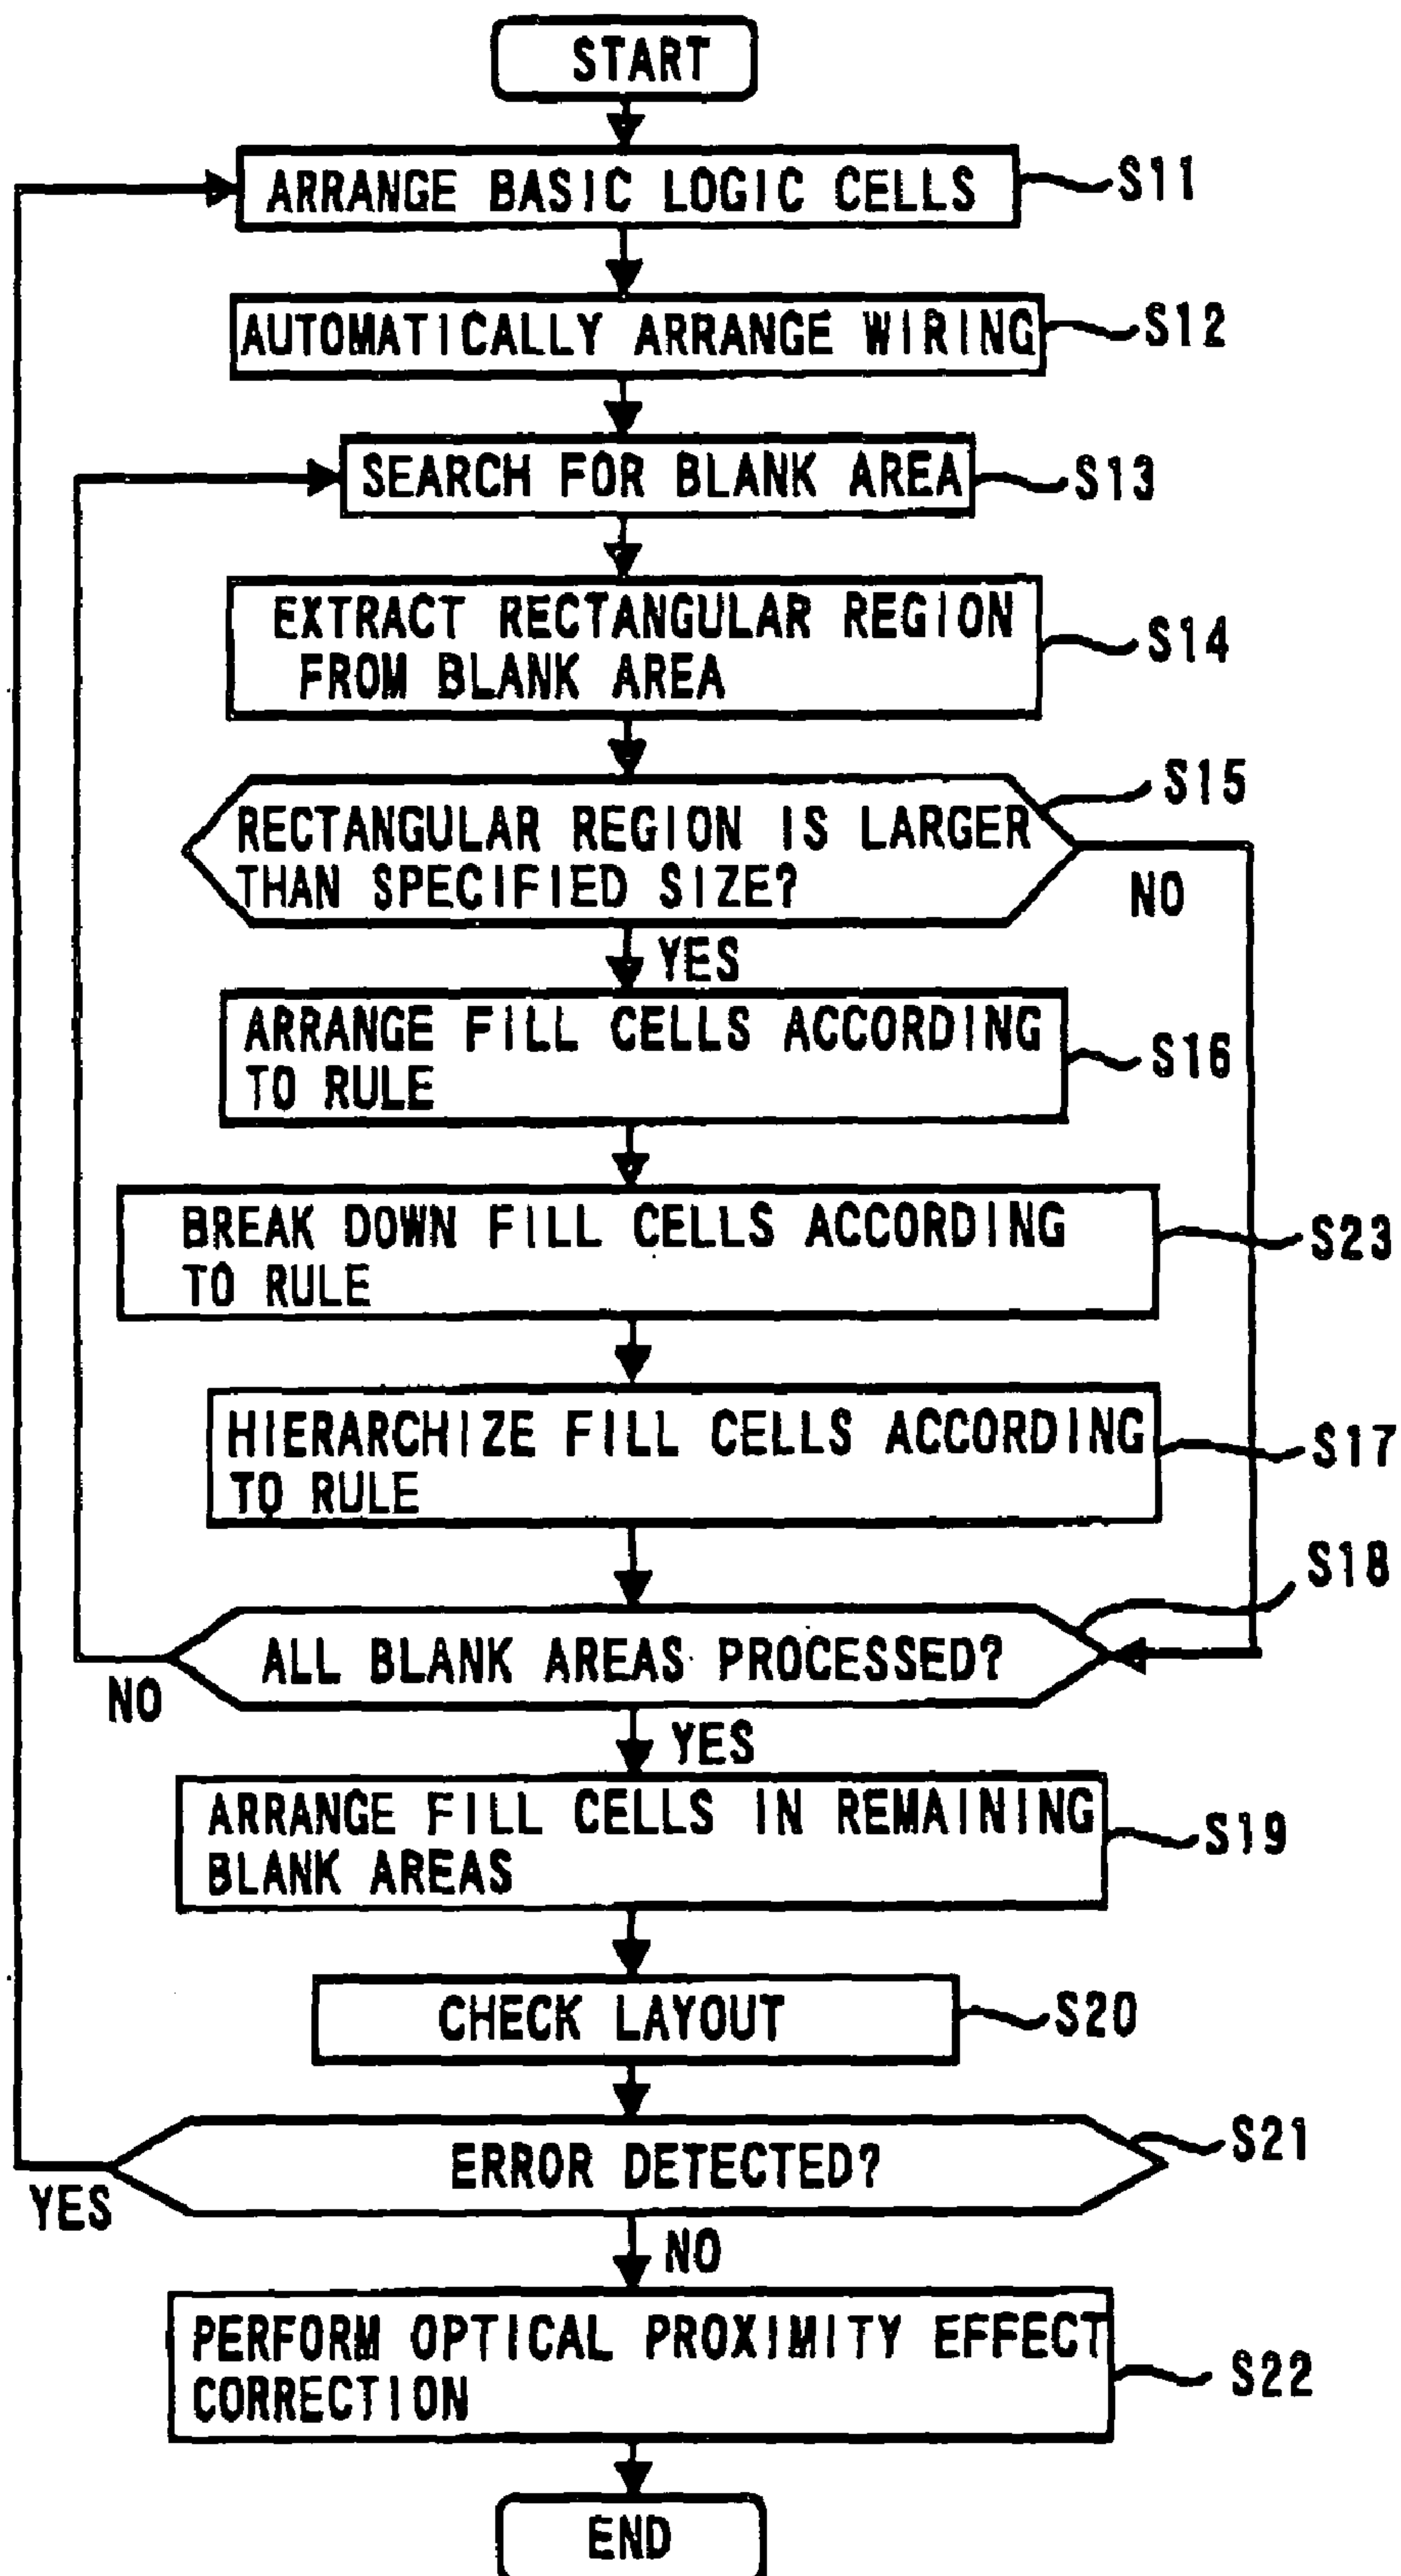 START
ARRANGE BASIC LOGIC CELLS
S11
AUTOMATICALLY ARRANGE WIRING
S12
SEARCH FOR BLANK AREA
S13
EXTRACT RECTANGULAR REGION
FROM BLANK AREA
S14
RECTANGULAR REGION IS LARGER
THAN SPECIFIED SIZE?
S15
NO
YES
ARRANGE FILL CELLS ACCORDING
TO RULE
S16
BREAK DOWN FILL CELLS ACCORDING
TO RULE
S23
HIERARCHIZE FILL CELLS ACCORDING
TO RULE
S17
ALL BLANK AREAS PROCESSED?
S18
NO
YES
ARRANGE FILL CELLS IN REMAINING
BLANK AREAS
S19
CHECK LAYOUT
S20
ERROR DETECTED?
S21
YES
NO
PERFORM OPTICAL PROXIMITY EFFECT
CORRECTION
S22
END